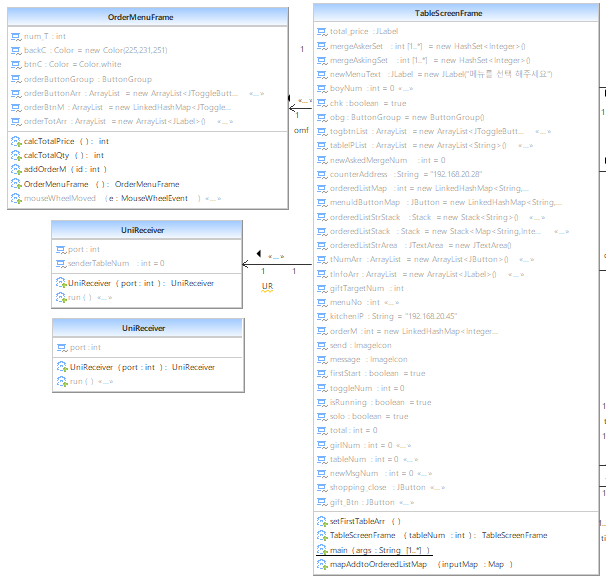 OrderMenuFrame
num_T : int
backC : Color = new Color(225,231,251)
btnC : Color = Color.white
orderButtonGroup : ButtonGroup
orderButtonArr : ArrayList = new ArrayList<JToggleButt... «...»
orderBtnM : ArrayList = new LinkedHashMap<JToggle...
orderTotArr : ArrayList = new ArrayList<JLabel>() «...»
calcTotalPrice ( ) : int
calcTotalQty ( ) : int
addOrderM ( id : int )
OrderMenuFrame ( ) : OrderMenuFrame
mouseWheelMoved ( e : MouseWheelEvent ) «...»
1
«...»
1
omf
UniReceiver
port : int
senderTableNum : int = 0
UniReceiver ( port : int ) : UniReceiver
run ( ) «...»
«...»
1 1
UR
UniReceiver
port : int
UniReceiver ( port : int ) : UniReceiver
run ( ) «...»
TableScreenFrame
total_price : JLabel
mergeAskerSet : int [1..*] = new HashSet<Integer>()
mergeAskingSet : int [1..*] = new HashSet<Integer>()
newMenuText : JLabel = new JLabel("메뉴를 선택 해주세요")
boyNum : int = 0 «...»
chk : boolean = true
obg : ButtonGroup = new ButtonGroup()
togbtnList : ArrayList = new ArrayList<JToggleButt... «...»
tableIPList : ArrayList = new ArrayList<String>() «...»
newAskedMergeNum : int = 0
counterAddress : String = "192.168.20.28"
orderedListMap : int = new LinkedHashMap<String,...
menuIdButtonMap : JButton = new LinkedHashMap<String,...
orderedListStrStack : Stack = new Stack<String>() «...»
orderedListStack : Stack = new Stack<Map<String,Inte... «...»
orderedListStrArea : JTextArea = new JTextArea()
tNumArr : ArrayList = new ArrayList<JButton>() «...»
tInfoArr : ArrayList = new ArrayList<JLabel>() «...»
giftTargetNum : int
menuNo : int «...»
kitchenIP : String = "192.168.20.45"
orderM : int = new LinkedHashMap<Integer...
send : ImageIcon
message : ImageIcon
firstStart : boolean = true
toggleNum : int = 0
isRunning : boolean = true
solo : boolean = true
total : int = 0
girlNum : int = 0 «...»
tableNum : int = 0 «...»
newMsgNum : int = 0 «...»
shopping_close : JButton «...»
gift_Btn : JButton «...»
setFirstTableArr ( )
TableScreenFrame ( tableNum : int ) : TableScreenFrame
main ( args : String [1..*] )
mapAddtoOrderedListMap ( inputMap : Map )